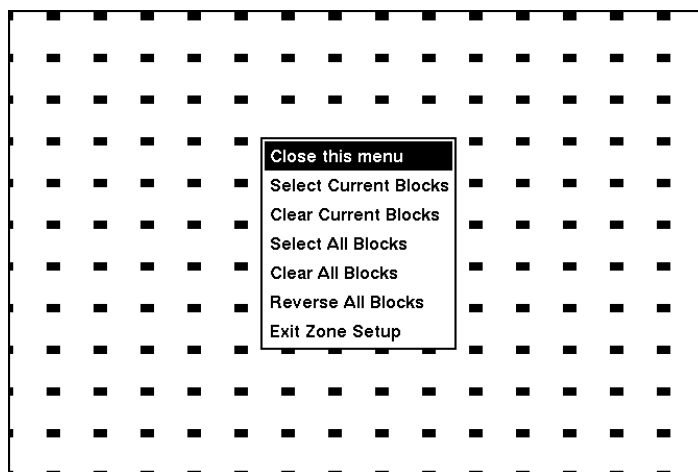 Close this menu
Select Current Blocks
Clear Current Blocks
Select All Blocks
Clear All Blocks
Reverse All Blocks
Exit Zone Setup